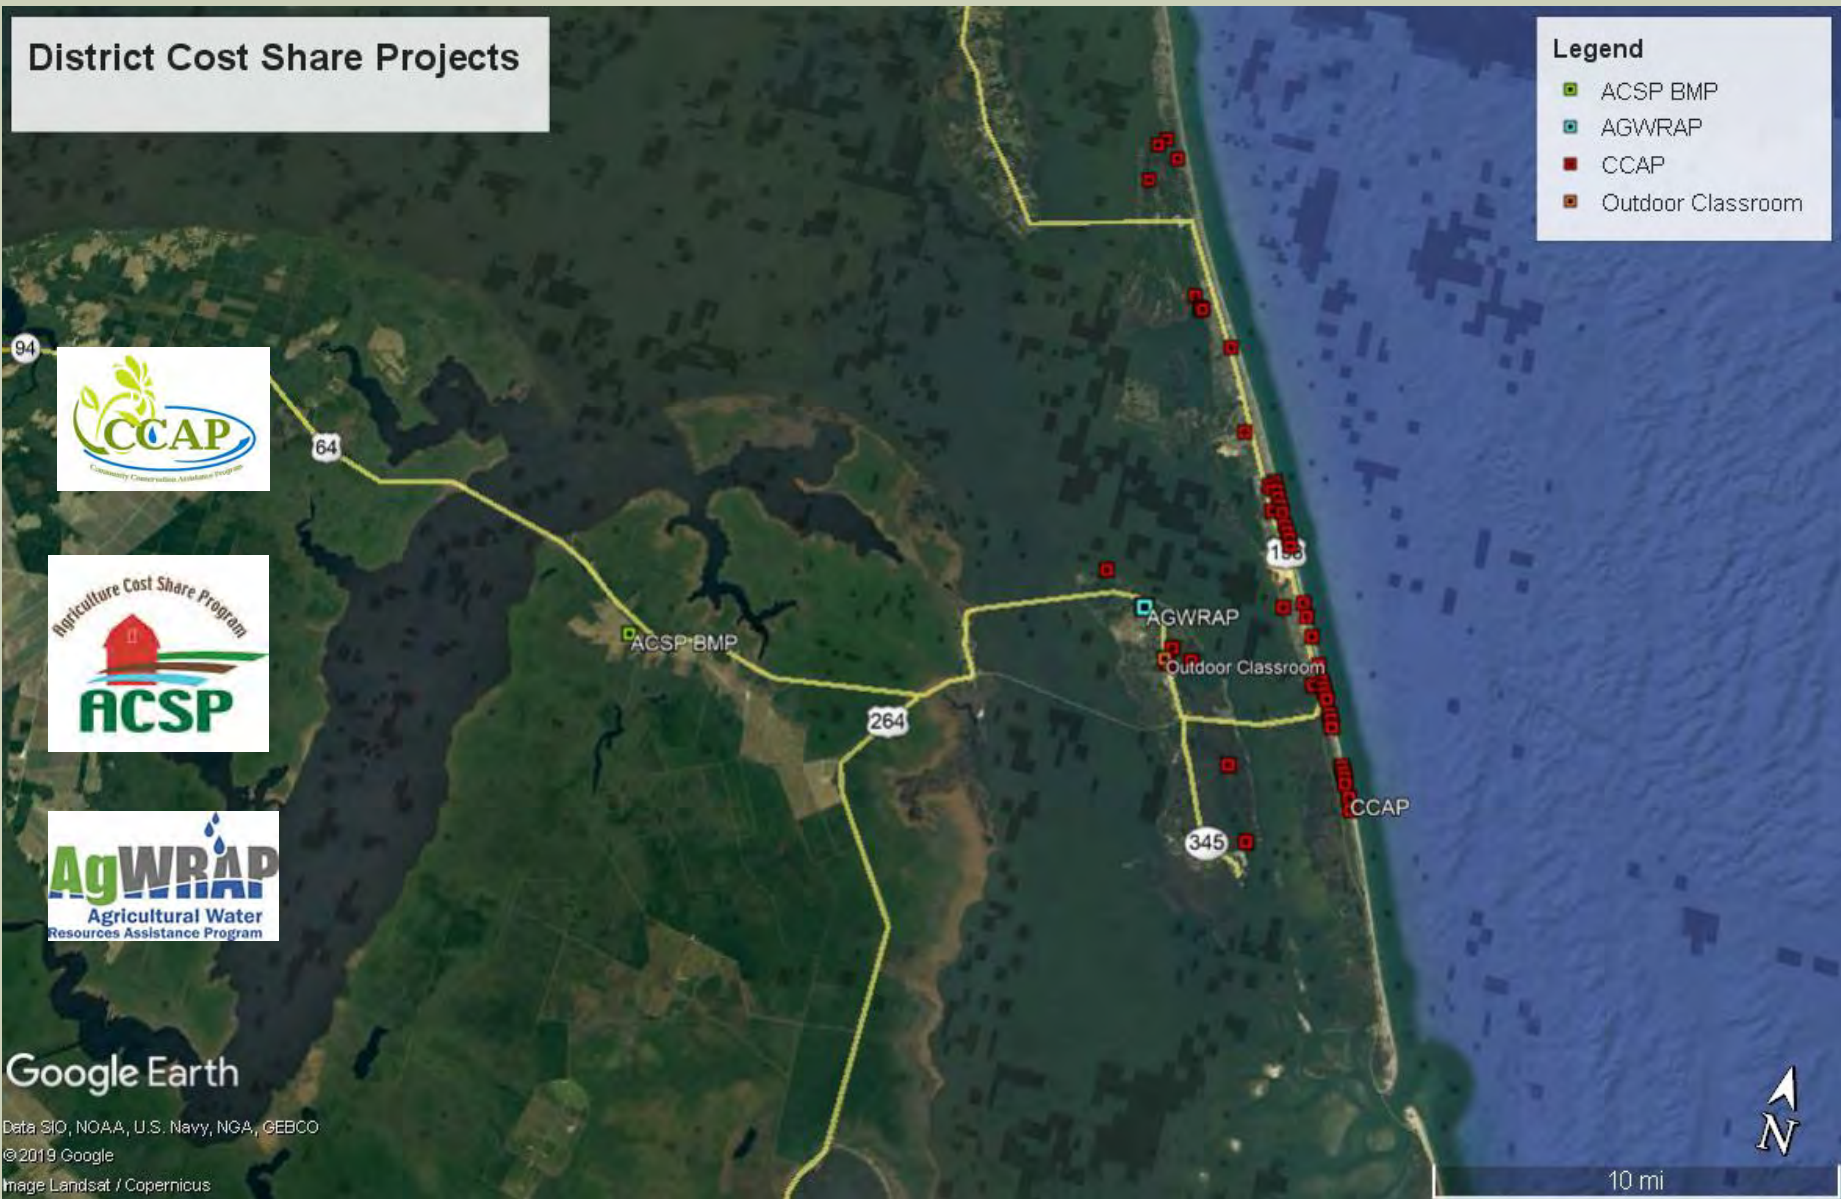 District Cost Share Projects
Legend
ACSP BMP
AGWRAP
CCAP
Outdoor Classroom
94
CCAP
Community Conservation Assistance Program
64
Agriculture Cost Share Program
ACSP
AgWRAP
Agricultural Water
Resources Assistance Program
158
AGWRAP
ACSP BMP
Outdoor Classroom
264
CCAP
345
Google Earth
Data SIO, NOAA, U.S. Navy, NGA, GEBCO
© 2019 Google
Image Landsat / Copernicus
N
10 mi